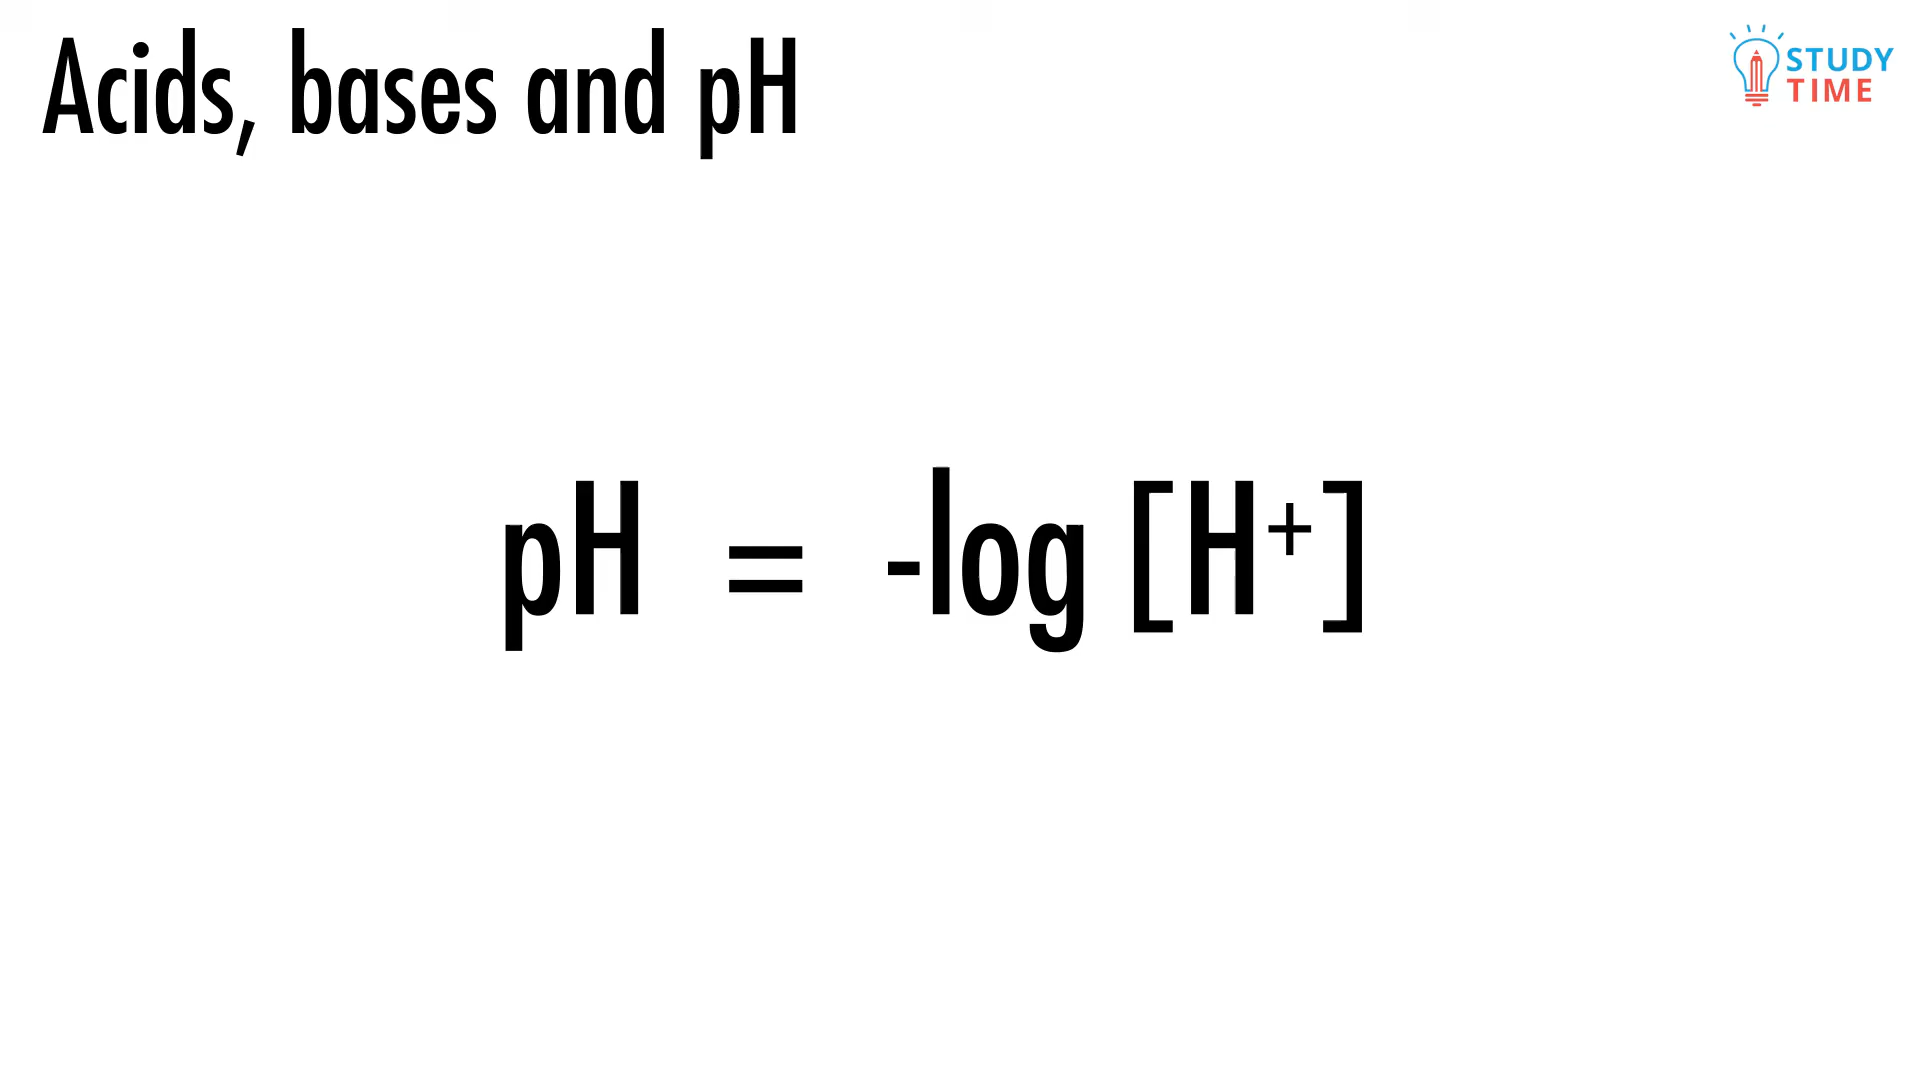 Acids, bases and pH
STUDY
TIME
pH = -log [H⁺]